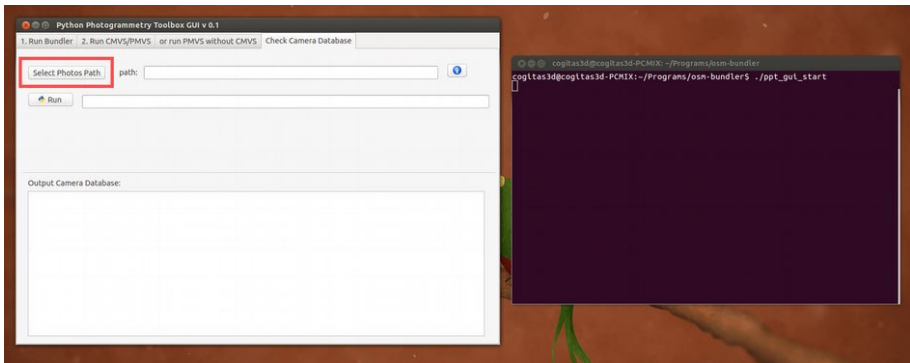 Python Photogrammetry Toolbox GUI v 0.1
1. Run Bundler 2. Run CMVS/PMVS or run PMVS without CMVS Check Camera Database
Select Photos Path path:
Run
Output Camera Database:
cogitas3d@cogitas3d-PCMIX: ~/Programs/osm-bundler
cogitas3d@cogitas3d-PCMIX:~/Programs/osm-bundler$ ./ppt_gui_start